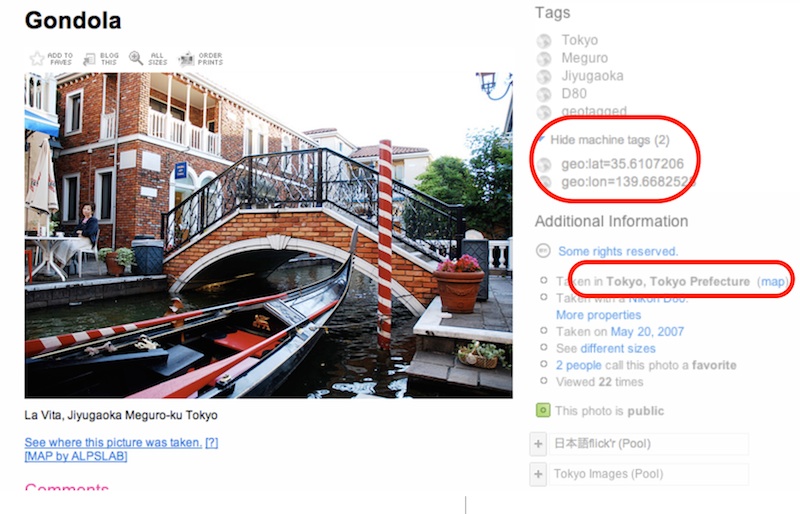 Gondola
ADD TO FAVES
BLOG THIS
ALL SIZES
ORDER PRINTS
La Vita, Jiyugaoka Meguro-ku Tokyo
See where this picture was taken. [?]
[MAP by ALPSLAB]
Comments
Tags
Tokyo
Meguro
Jiyugaoka
D80
geotagged
Hide machine tags (2)
geo:lat=35.6107206
geo:lon=139.668252
Additional Information
Some rights reserved.
Taken in Tokyo, Tokyo Prefecture (map)
Taken with a Nikon D80.
More properties
Taken on May 20, 2007
See different sizes
2 people call this photo a favorite
Viewed 22 times
This photo is public
+ 日本語flick'r (Pool)
+ Tokyo Images (Pool)